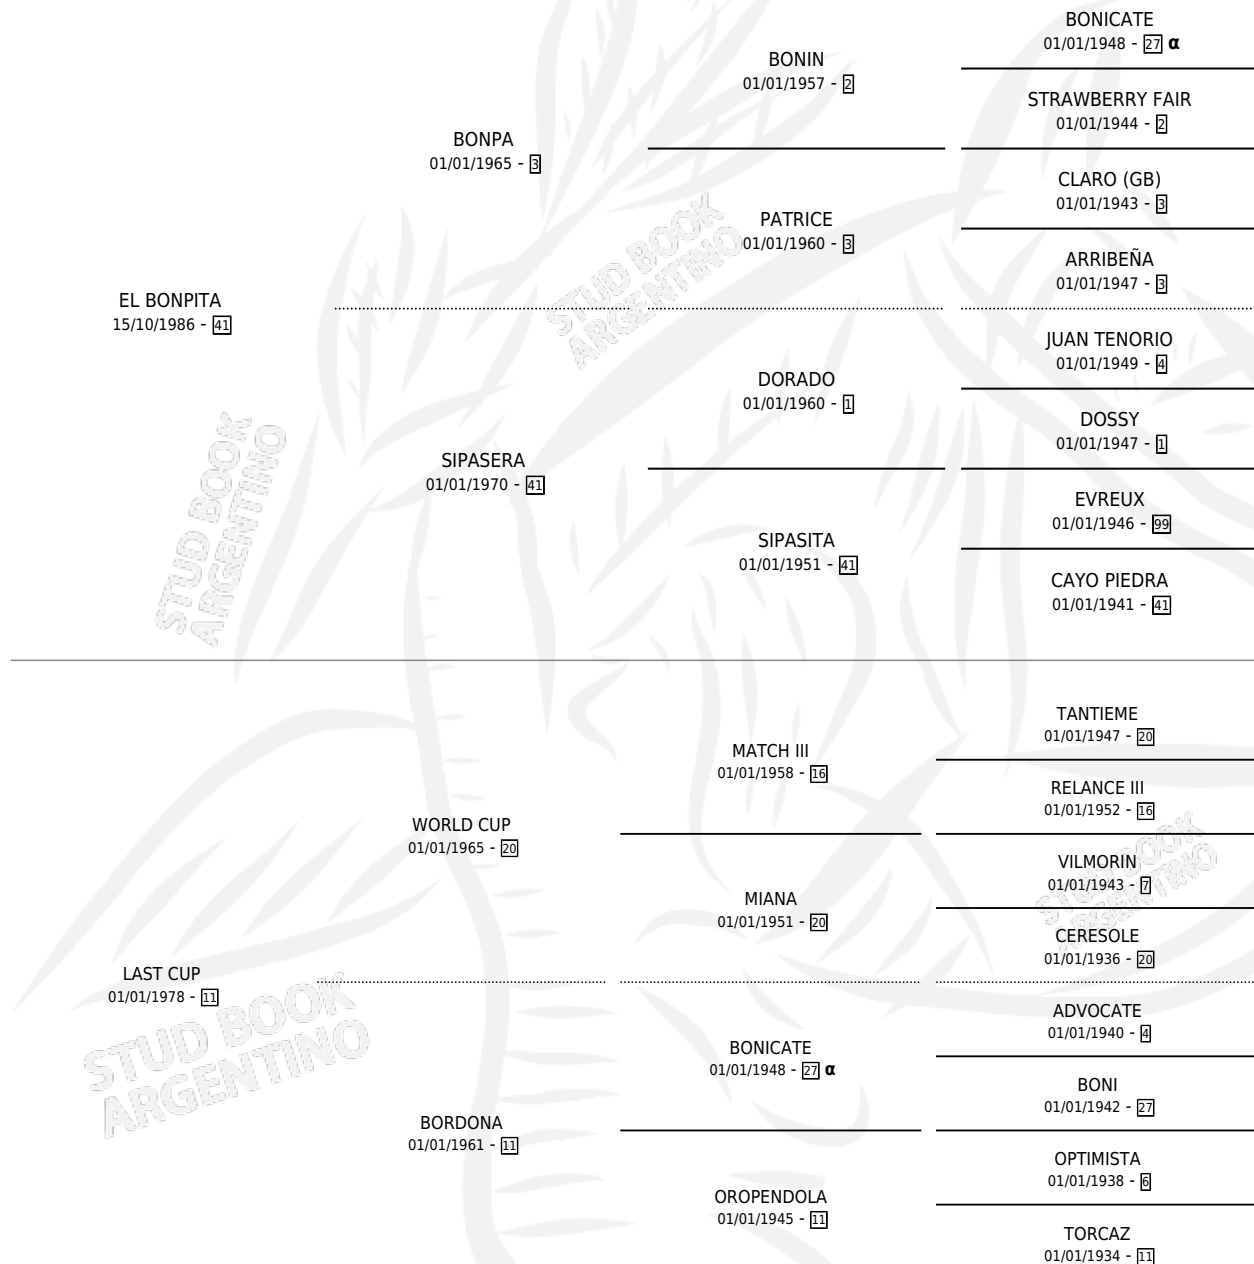 BONICATE
01/01/1948 - 27 α
BONIN
01/01/1957 - 2
STRAWBERRY FAIR
01/01/1944 - 2
BONPA
01/01/1965 - 3
CLARO (GB)
01/01/1943 - 3
PATRICE
01/01/1960 - 3
ARRIBEÑA
01/01/1947 - 3
EL BONPITA
15/10/1986 - 41
JUAN TENORIO
01/01/1949 - 4
DORADO
01/01/1960 - 1
DOSSY
01/01/1947 - 1
SIPASERA
01/01/1970 - 41
EVREUX
01/01/1946 - 99
SIPASITA
01/01/1951 - 41
CAYO PIEDRA
01/01/1941 - 41
STUD BOOK
ARGENTINO
STUD BOOK
ARGENTINO
TANTIEME
01/01/1947 - 20
MATCH III
01/01/1958 - 16
RELANCE III
01/01/1952 - 16
WORLD CUP
01/01/1965 - 20
VILMORIN
01/01/1943 - 7
MIANA
01/01/1951 - 20
CERESOLE
01/01/1936 - 20
LAST CUP
01/01/1978 - 11
ADVOCATE
01/01/1940 - 4
BONICATE
01/01/1948 - 27 α
BONI
01/01/1942 - 27
BORDONA
01/01/1961 - 11
OPTIMISTA
01/01/1938 - 6
OROPENDOLA
01/01/1945 - 11
TORCAZ
01/01/1934 - 11
STUD BOOK
ARGENTINO
STUD BOOK
ARGENTINO